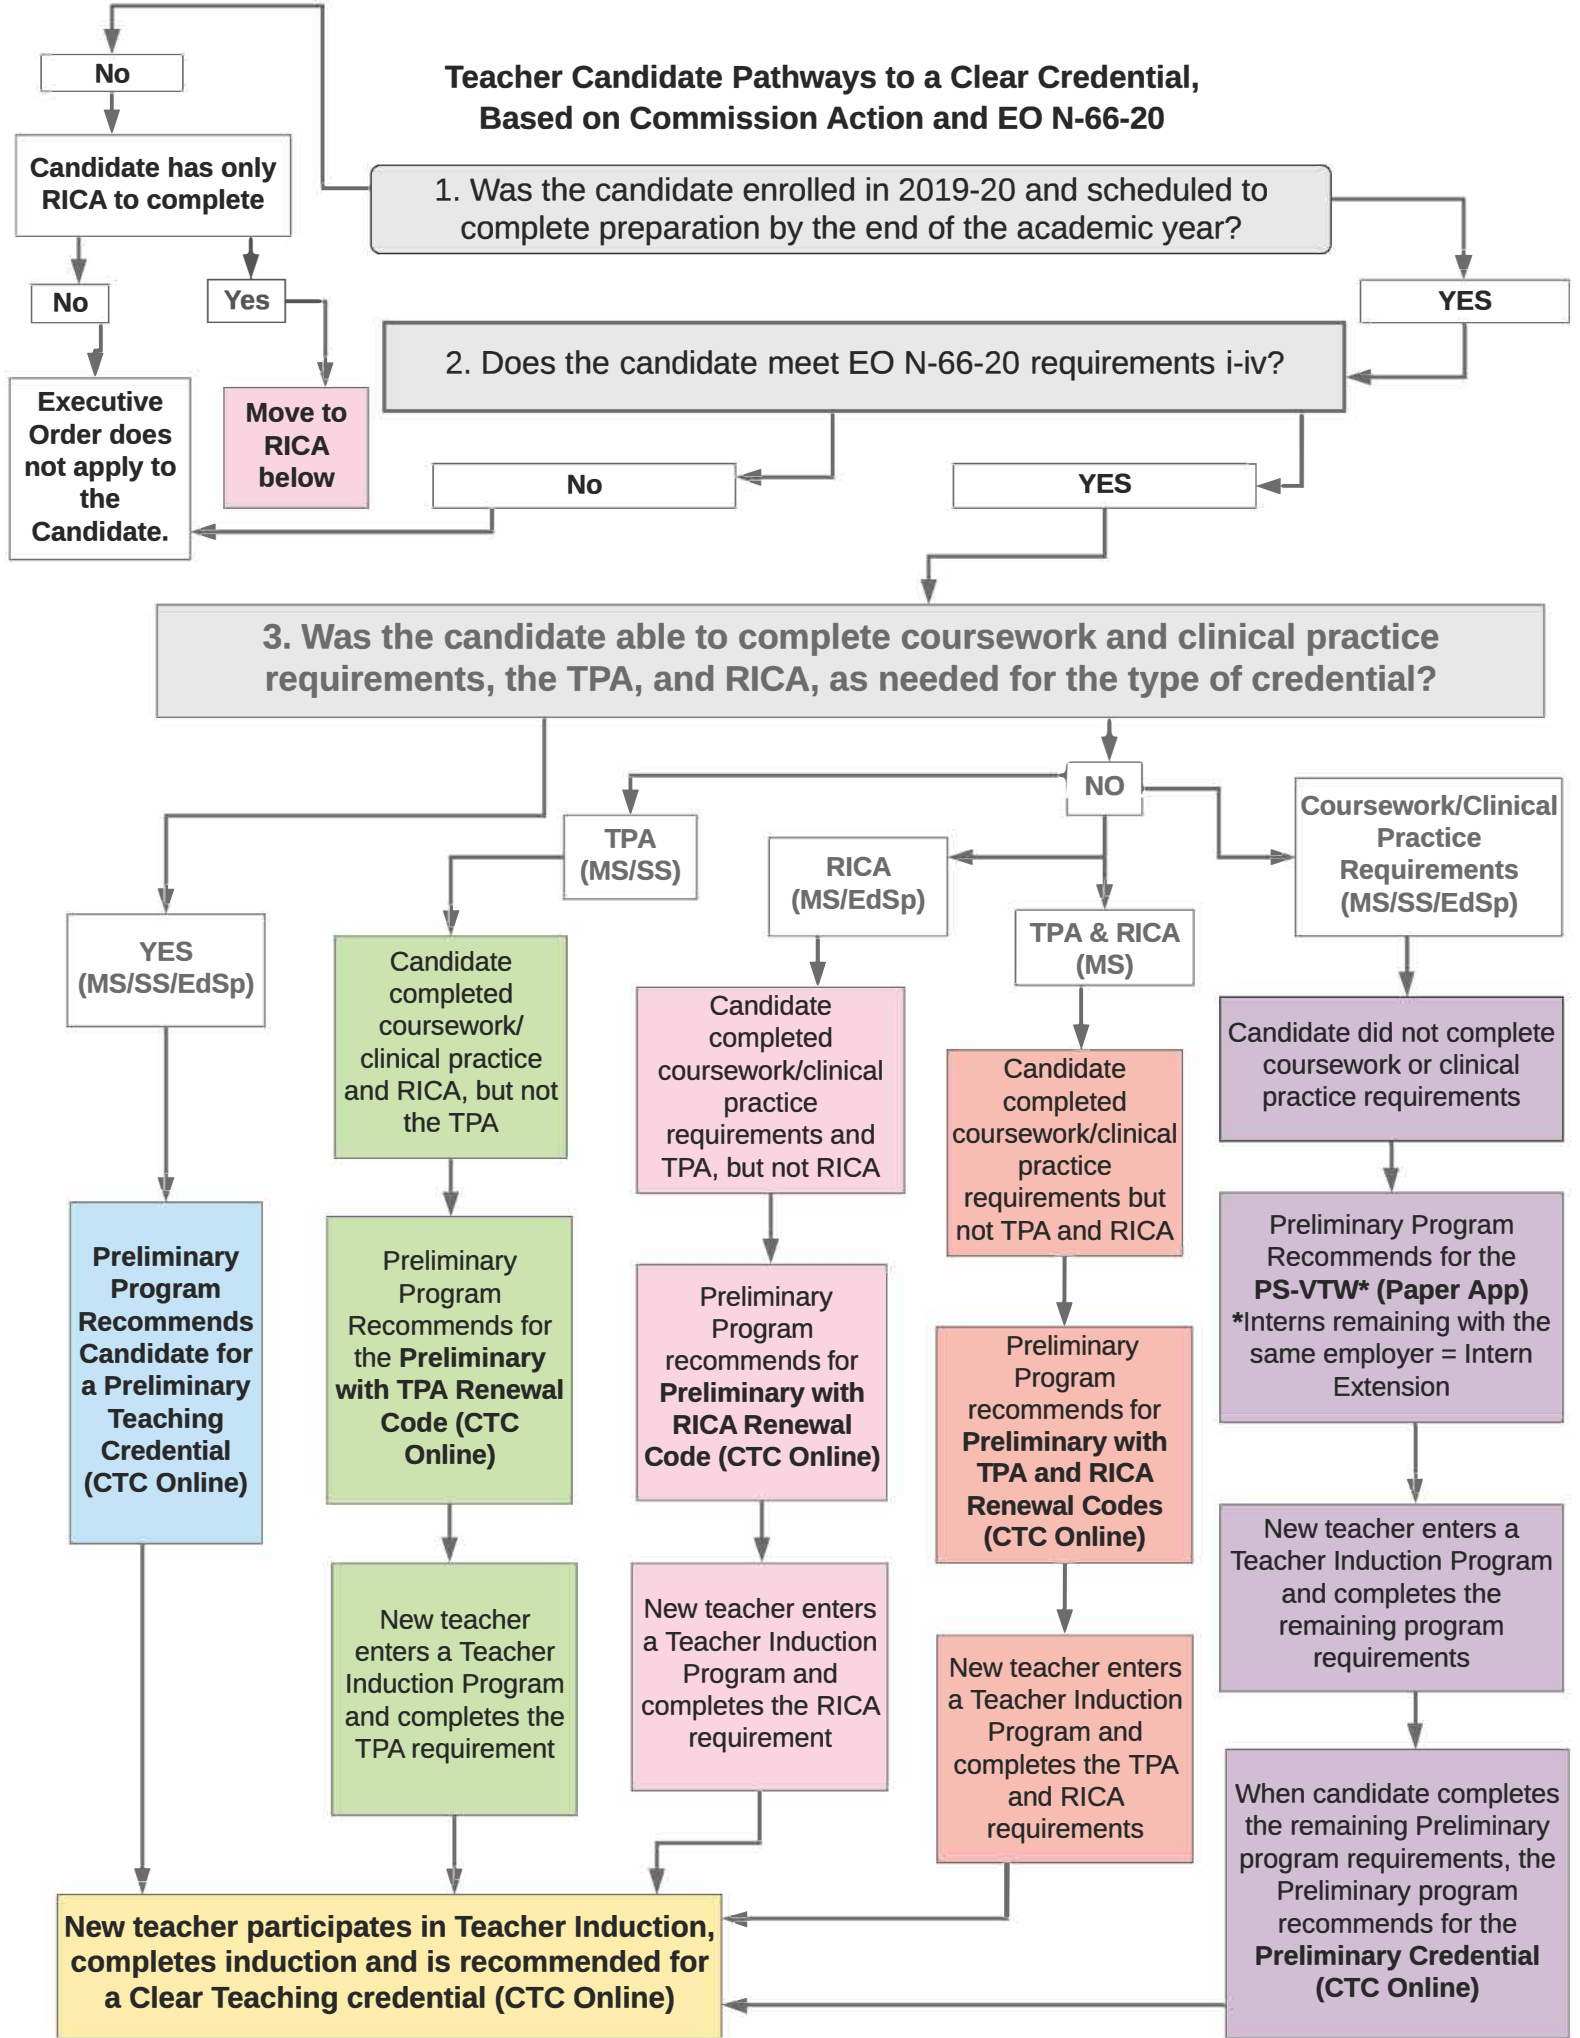 Teacher Candidate Pathways to a Clear Credential,
Based on Commission Action and EO N-66-20
1. Was the candidate enrolled in 2019-20 and scheduled to
complete preparation by the end of the academic year?
No
Candidate has only
RICA to complete
No
Yes
Executive
Order does
not apply to
the
Candidate.
Move to
RICA
below
YES
2. Does the candidate meet EO N-66-20 requirements i-iv?
No
YES
3. Was the candidate able to complete coursework and clinical practice
requirements, the TPA, and RICA, as needed for the type of credential?
NO
YES
(MS/SS/EdSp)
Preliminary
Program
Recommends
Candidate for
a Preliminary
Teaching
Credential
(CTC Online)
TPA
(MS/SS)
Candidate
completed
coursework/
clinical practice
and RICA, but not
the TPA
Preliminary
Program
Recommends for
the Preliminary
with TPA Renewal
Code (CTC
Online)
New teacher
enters a Teacher
Induction Program
and completes the
TPA requirement
RICA
(MS/EdSp)
Candidate
completed
coursework/clinical
practice
requirements and
TPA, but not RICA
Preliminary
Program
recommends for
Preliminary with
RICA Renewal
Code (CTC Online)
New teacher enters
a Teacher Induction
Program and
completes the RICA
requirement
TPA & RICA
(MS)
Candidate
completed
coursework/clinical
practice
requirements but
not TPA and RICA
Preliminary
Program
recommends for
Preliminary with
TPA and RICA
Renewal Codes
(CTC Online)
New teacher enters
a Teacher Induction
Program and
completes the TPA
and RICA
requirements
Coursework/Clinical
Practice
Requirements
(MS/SS/EdSp)
Candidate did not complete
coursework or clinical
practice requirements
Preliminary Program
Recommends for the
PS-VTW* (Paper App)
*Interns remaining with the
same employer = Intern
Extension
New teacher enters a
Teacher Induction Program
and completes the
remaining program
requirements
When candidate completes
the remaining Preliminary
program requirements, the
Preliminary program
recommends for the
Preliminary Credential
(CTC Online)
New teacher participates in Teacher Induction,
completes induction and is recommended for
a Clear Teaching credential (CTC Online)